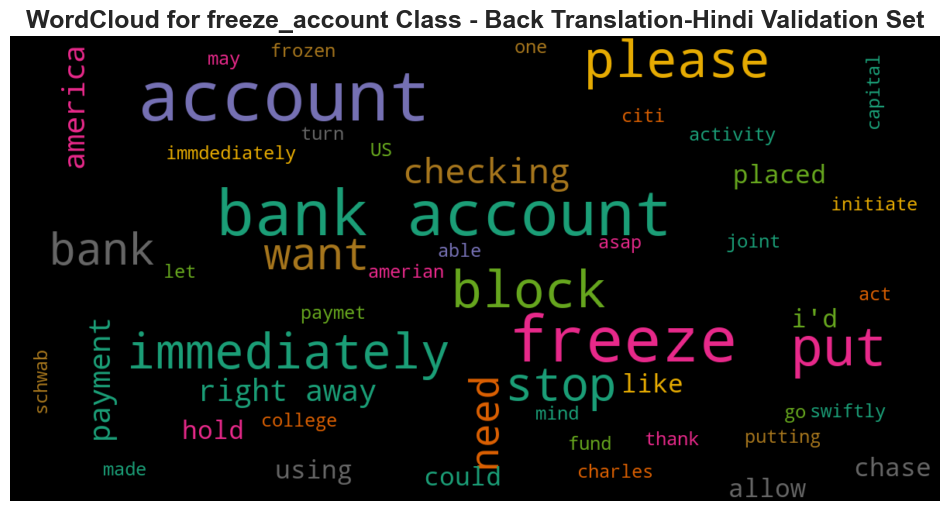 WordCloud for freeze_account Class - Back Translation-Hindi Validation Set
america
may
frozen
one
please
capital
account
citi
turn
activity
immdediately
US
checking
placed
bank account
initiate
bank
want
able
asap
joint
let
amerian
block
act
paymet
i'd
freeze
put
payment
immediately
schwab
right away
need
stop
like
hold
college
mind
go
swiftly
fund
thank
putting
made
using
could
charles
chase
allow